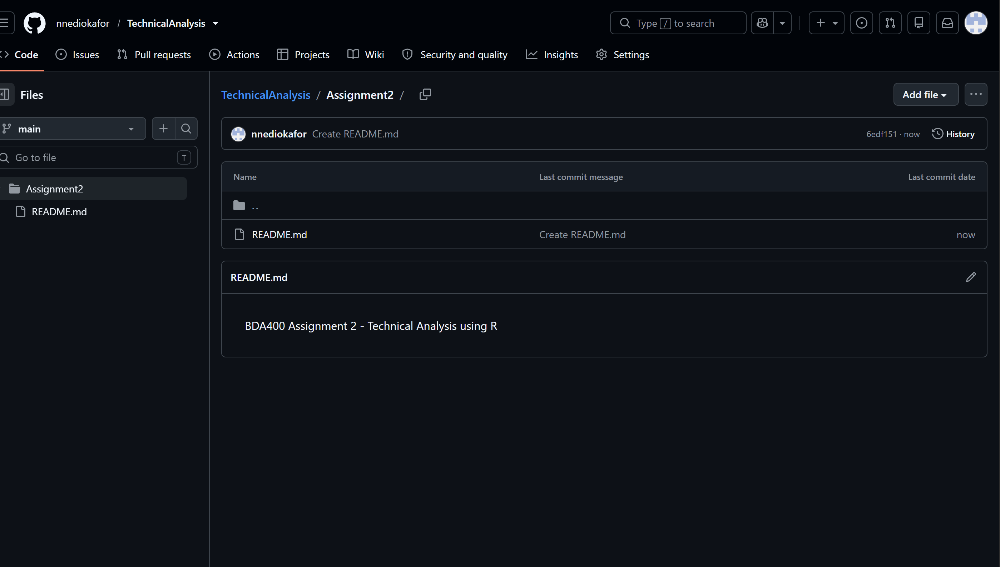 nnediokafor / TechnicalAnalysis
Type / to search
Code Issues Pull requests Actions Projects Wiki Security and quality Insights Settings
Files
main
Go to file T
Assignment2
README.md
TechnicalAnalysis / Assignment2 /
Add file
nnediokafor Create README.md 6edf151 · now History
Name Last commit message Last commit date
..
README.md Create README.md now
README.md
BDA400 Assignment 2 - Technical Analysis using R